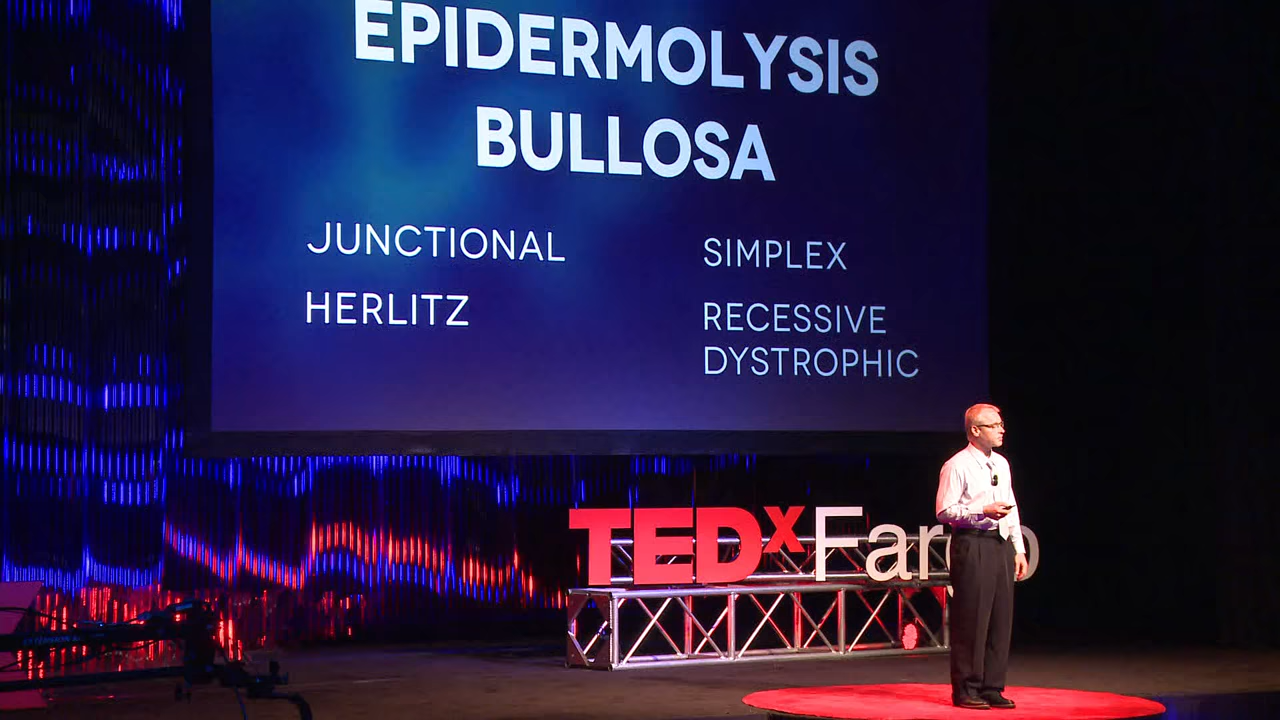 EPIDERMOLYSIS
BULLOSA
JUNCTIONAL
SIMPLEX
HERLITZ
RECESSIVE
DYSTROPHIC
TEDx